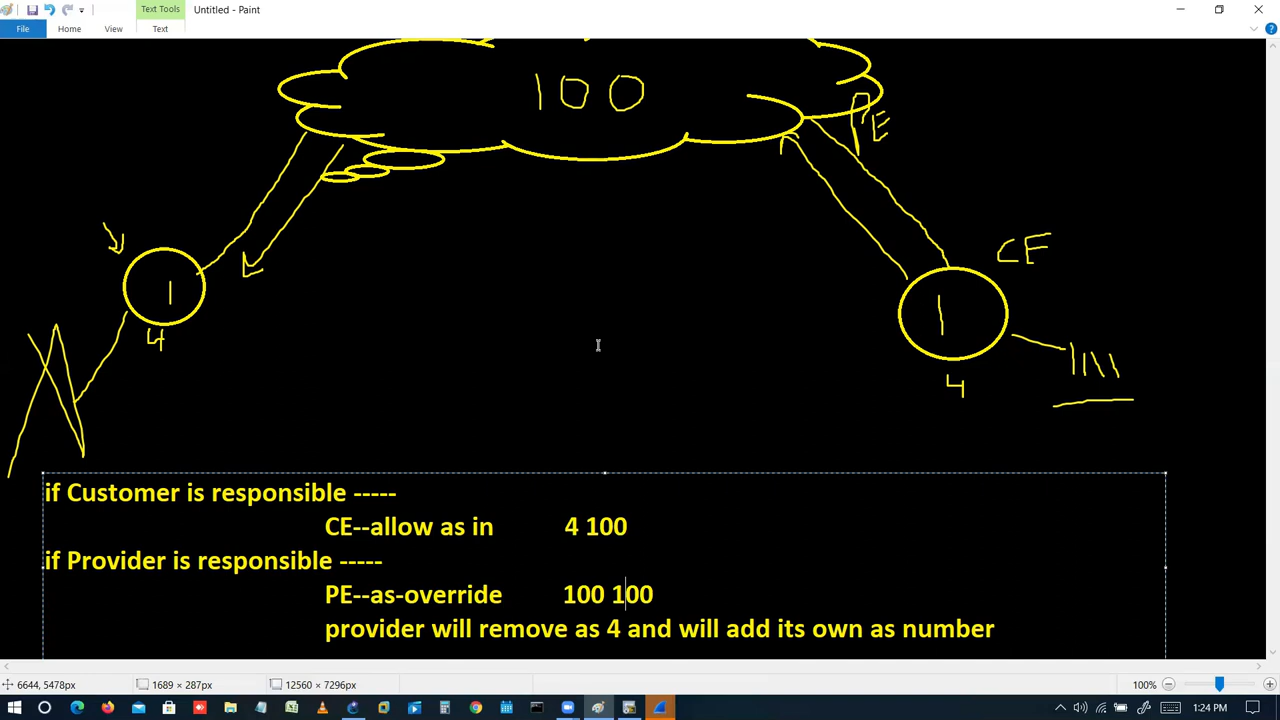 Text Tools
Untitled - Paint
File
Home
View
Text
100
PE
CE
1
4
1
4
1111
if Customer is responsible -----
CE--allow as in 4 100
if Provider is responsible -----
PE--as-override 100 100
provider will remove as 4 and will add its own as number
6644, 5478px
1689 × 287px
12560 × 7296px
100%
1:24 PM